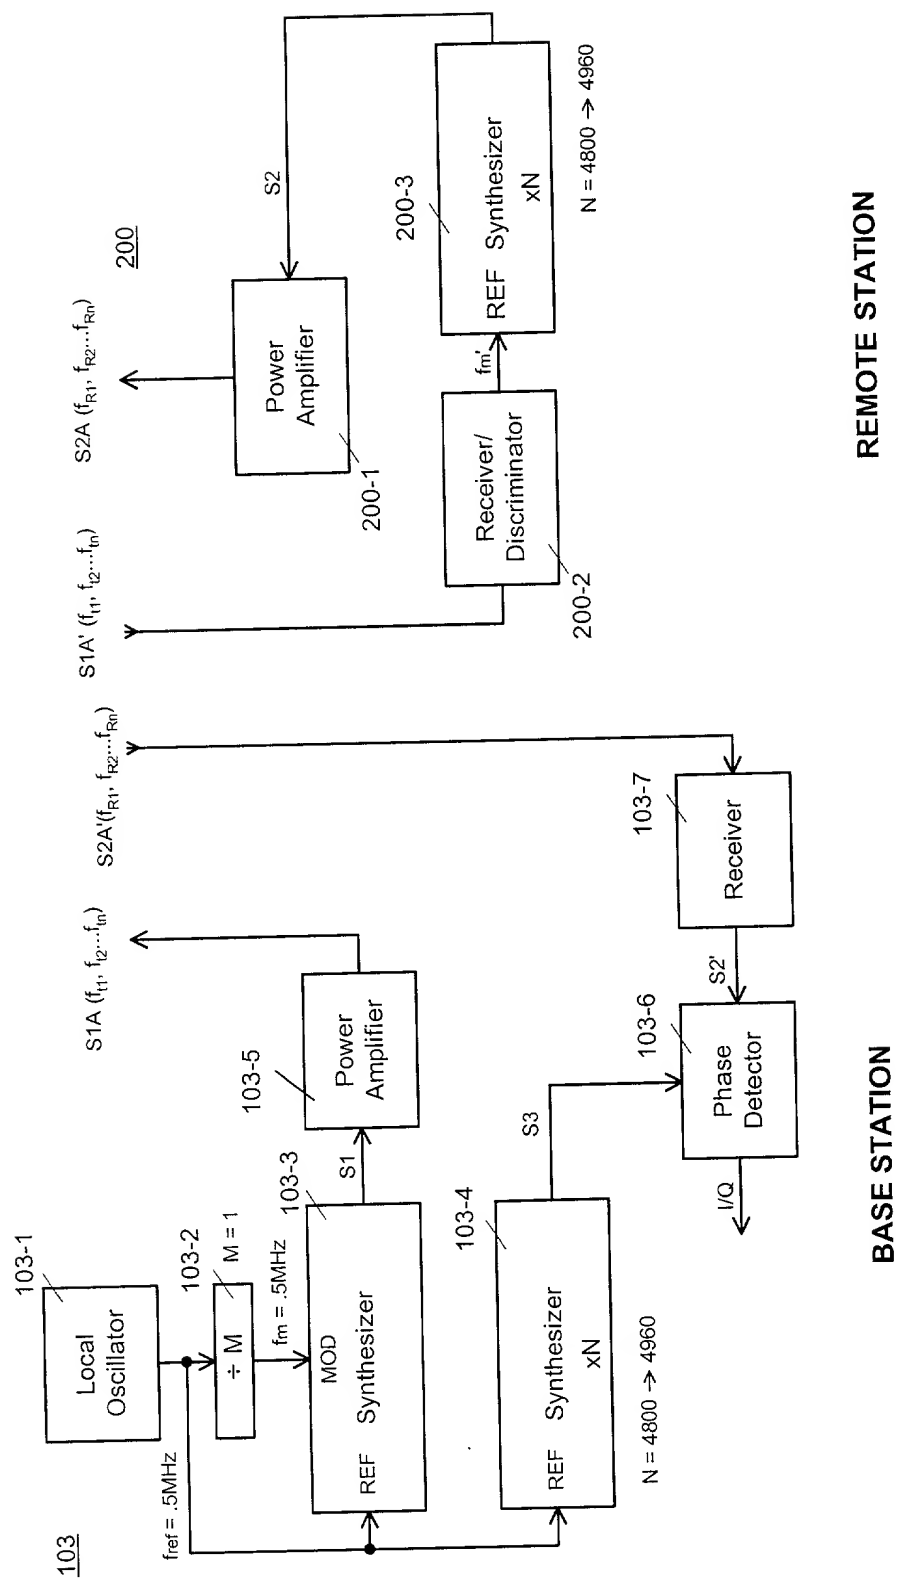 103
fref = .5MHz
Local
Oscillator
103-1
÷ M
103-2
M = 1
fm = .5MHz
MOD
REF Synthesizer
103-3
S1
Power
Amplifier
103-5
S1A (ft1, ft2...ftn)
REF Synthesizer
xN
103-4
N = 4800 → 4960
S3
Phase
Detector
103-6
I/Q
S2'
Receiver
103-7
S2A'(fR1, fR2...fRn)
BASE STATION
S1A' (ft1, ft2...ftn)
S2A (fR1, fR2...fRn)
200
Power
Amplifier
200-1
S2
Receiver/
Discriminator
200-2
fm'
REF Synthesizer
xN
200-3
N = 4800 → 4960
REMOTE STATION